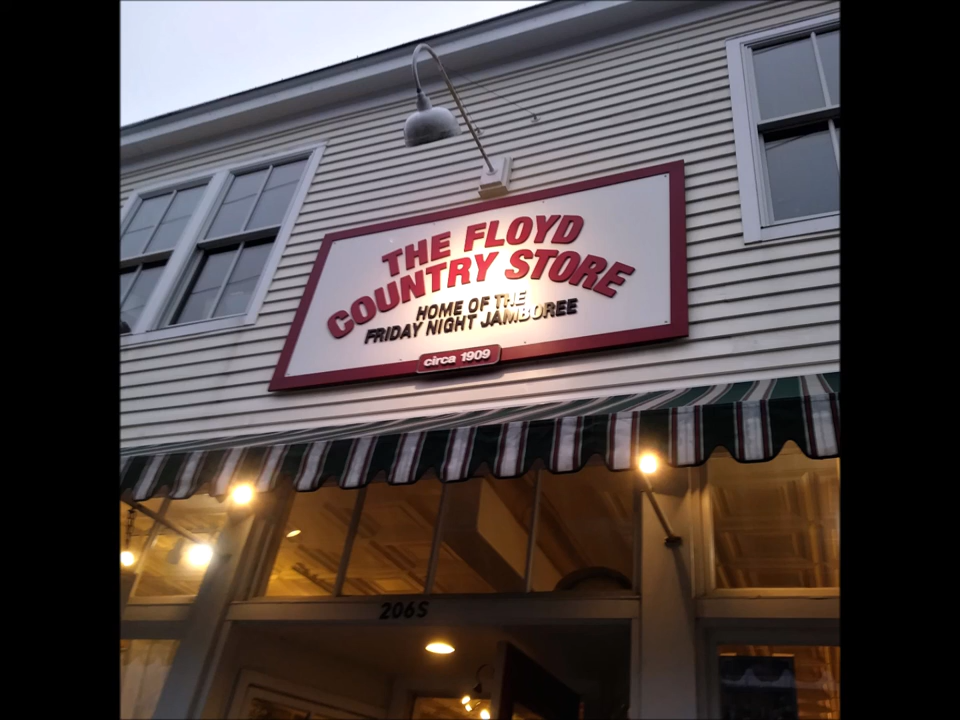 THE FLOYD
COUNTRY STORE
HOME OF THE
FRIDAY NIGHT JAMBOREE
circa 1909
206S